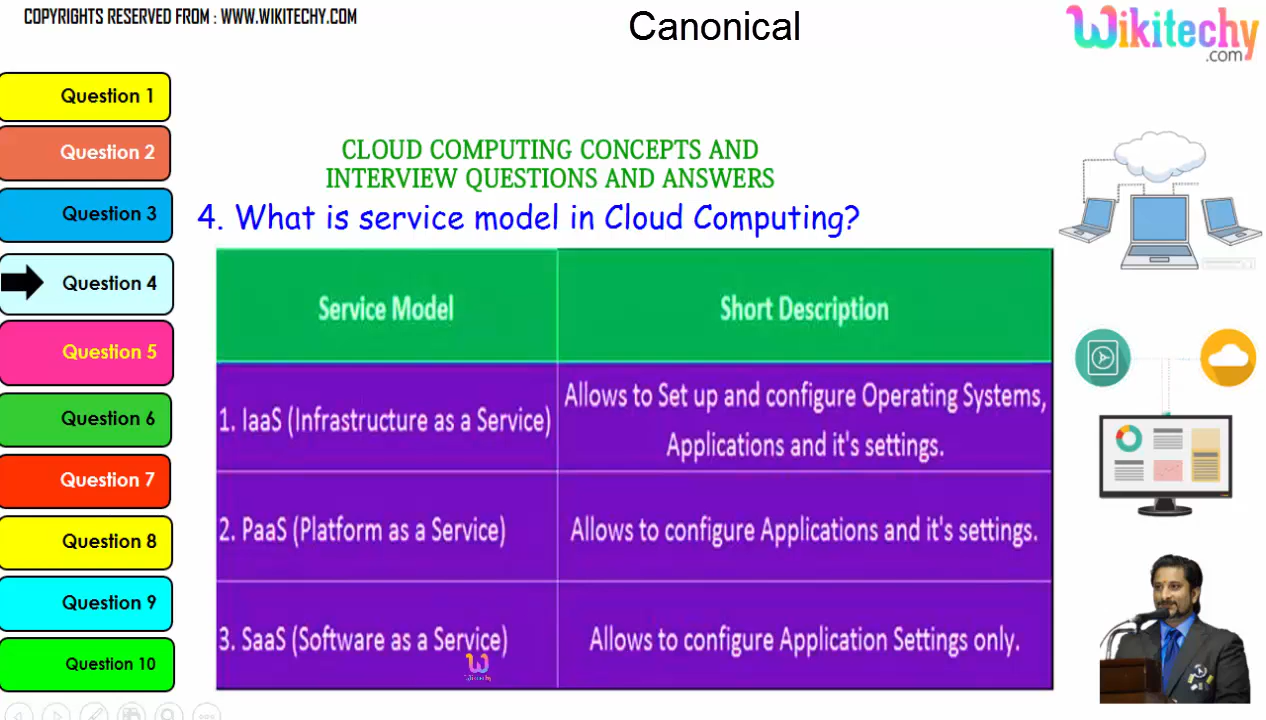 COPYRIGHTS RESERVED FROM : WWW.WIKITECHY.COM
Canonical
Wikitechy
.com
Question 1
Question 2
Question 3
Question 4
Question 5
Question 6
Question 7
Question 8
Question 9
Question 10
CLOUD COMPUTING CONCEPTS AND
INTERVIEW QUESTIONS AND ANSWERS
4. What is service model in Cloud Computing?
Service Model
Short Description
1. IaaS (Infrastructure as a Service)
Allows to Set up and configure Operating Systems,
Applications and it's settings.
2. PaaS (Platform as a Service)
Allows to configure Applications and it's settings.
3. SaaS (Software as a Service)
Allows to configure Application Settings only.
Wikitechy